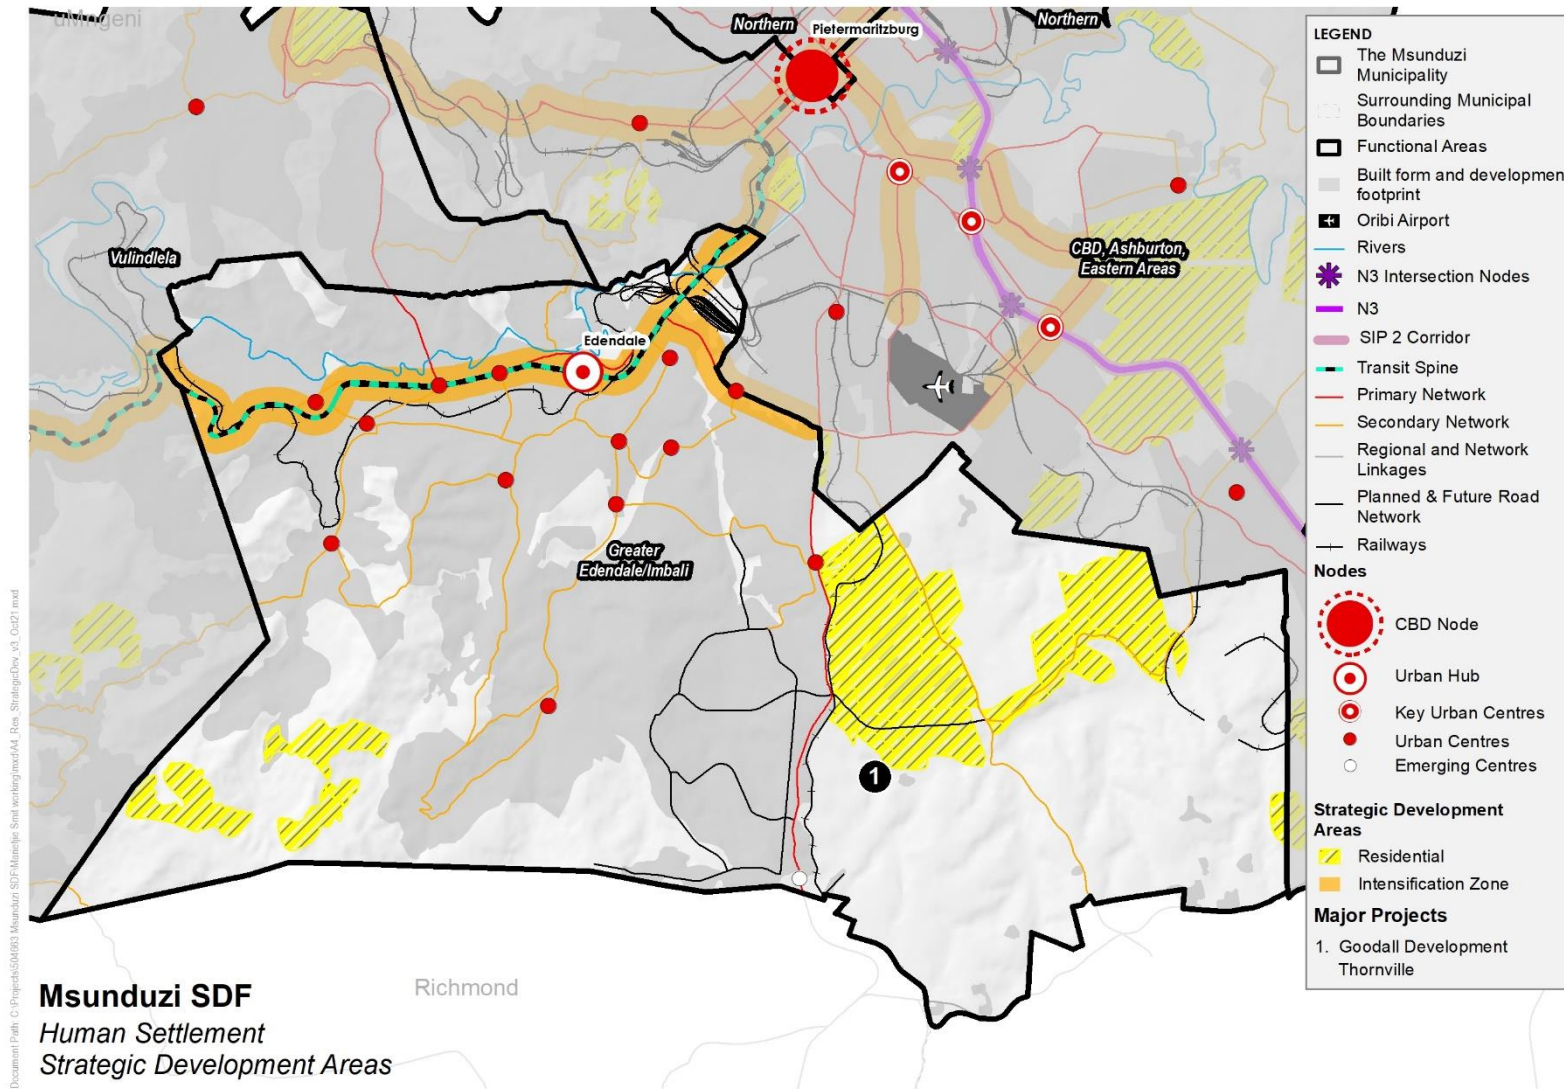 uMngeni
Northern
Pietermaritzburg
Northern
Vulindlela
CBD, Ashburton,
Eastern Areas
Edendale
Greater
Edendale/Imbali
1
Richmond
Msunduzi SDF
Human Settlement
Strategic Development Areas
LEGEND
The Msunduzi
Municipality
Surrounding Municipal
Boundaries
Functional Areas
Built form and developmen
footprint
Oribi Airport
Rivers
N3 Intersection Nodes
N3
SIP 2 Corridor
Transit Spine
Primary Network
Secondary Network
Regional and Network
Linkages
Planned & Future Road
Network
Railways
Nodes
CBD Node
Urban Hub
Key Urban Centres
Urban Centres
Emerging Centres
Strategic Development
Areas
Residential
Intensification Zone
Major Projects
1. Goodall Development
Thornville